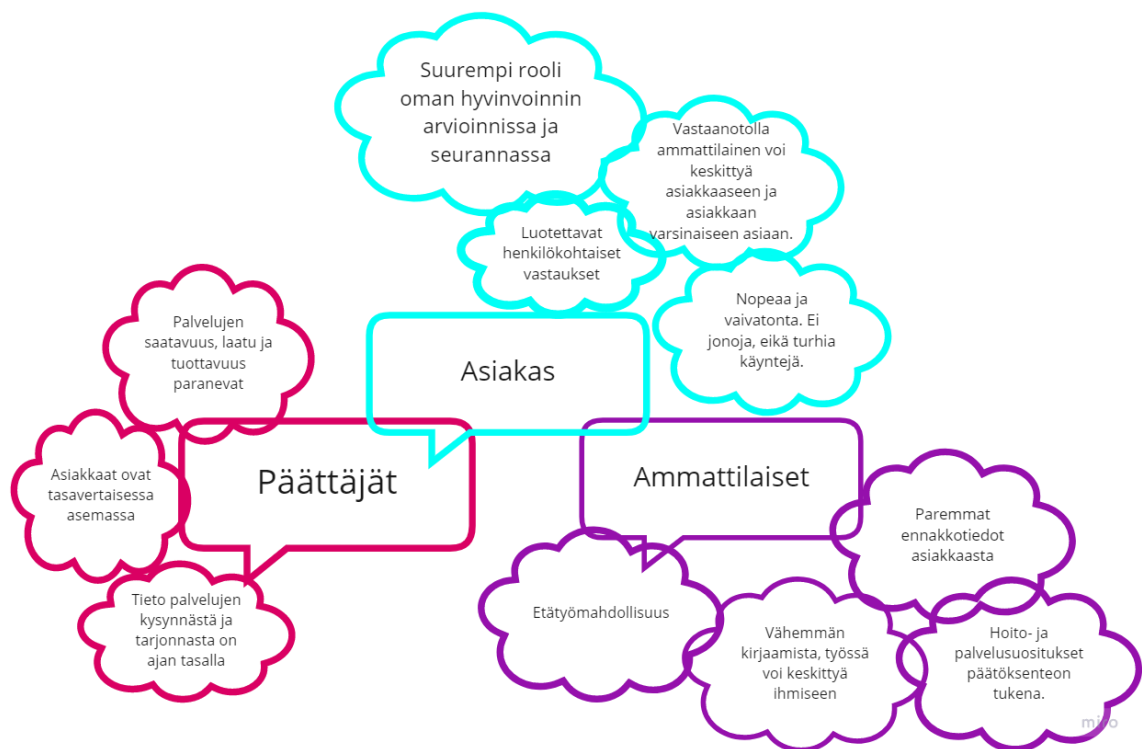 Suurempi rooli
oman hyvinvoinnin
arvioinnissa ja
seurannassa
Vastaanotolla
ammattilainen voi
keskittyä
asiakkaaseen ja
asiakkaan
varsinaiseen asiaan.
Luotettavat
henkilökohtaiset
vastaukset
Nopeaa ja
vaivatonta. Ei
jonoja, eikä turhia
käyntejä.
Asiakas
Palvelujen
saatavuus, laatu ja
tuottavuus
paranevat
Asiakkaat ovat
tasavertaisessa
asemassa
Päättäjät
Tieto palvelujen
kysynnästä ja
tarjonnasta on
ajan tasalla
Ammattilaiset
Paremmat
ennakkotiedot
asiakkaasta
Etätyömahdollisuus
Vähemmän
kirjaamista, työssä
voi keskittyä
ihmiseen
Hoito- ja
palvelusuositukset
päätöksenteon
tukena.
miro